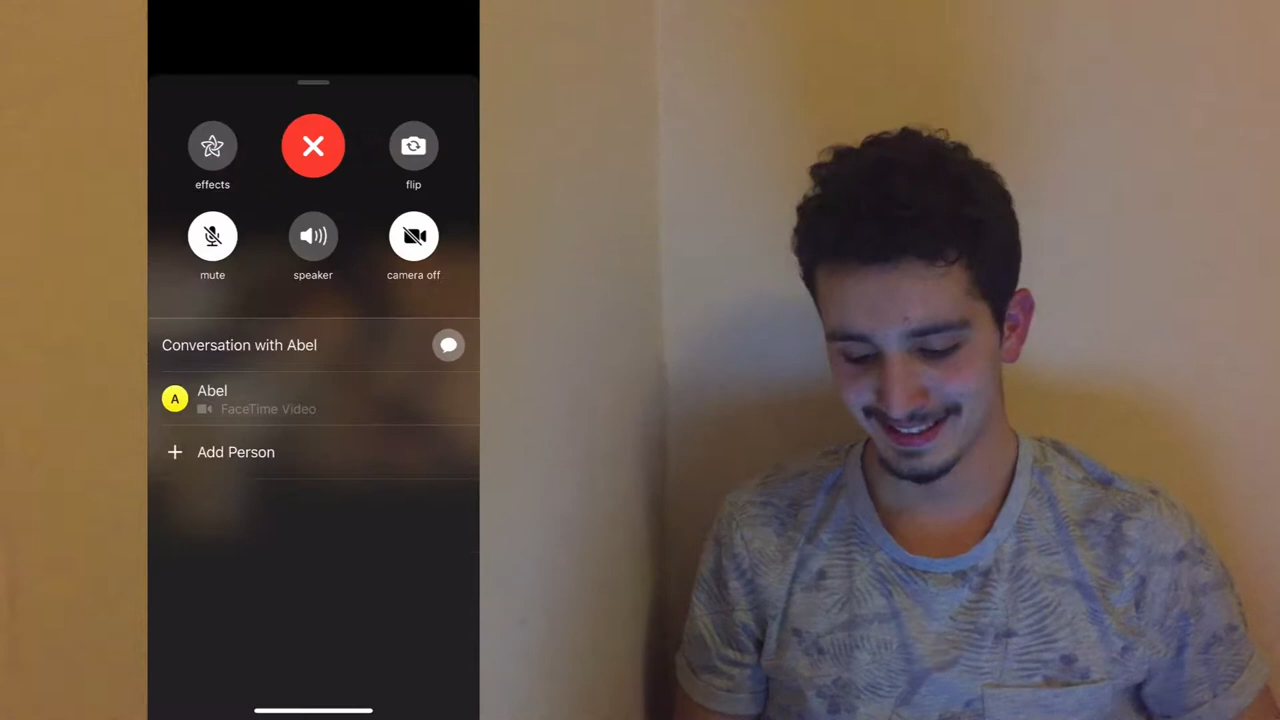 effects
flip
mute
speaker
camera off
Conversation with Abel
A
Abel
FaceTime Video
Add Person